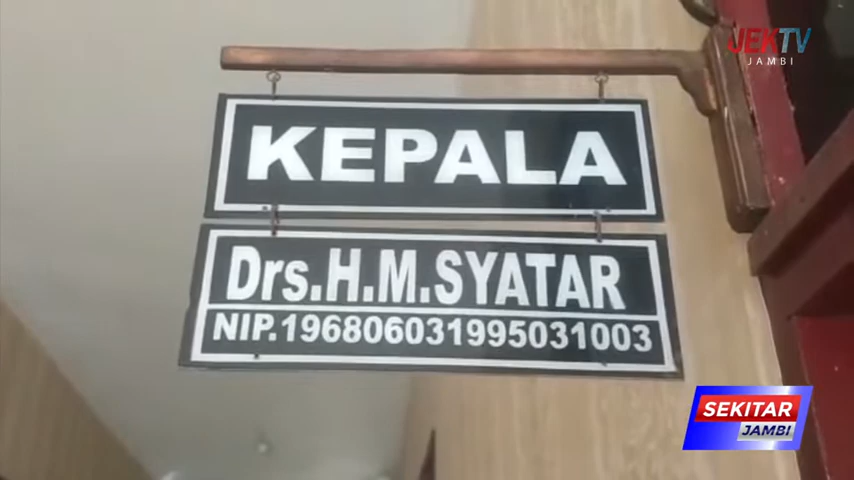 JEKTV
JAMBI
KEPALA
Drs.H.M.SYATAR
NIP.196806031995031003
SEKITAR
JAMBI